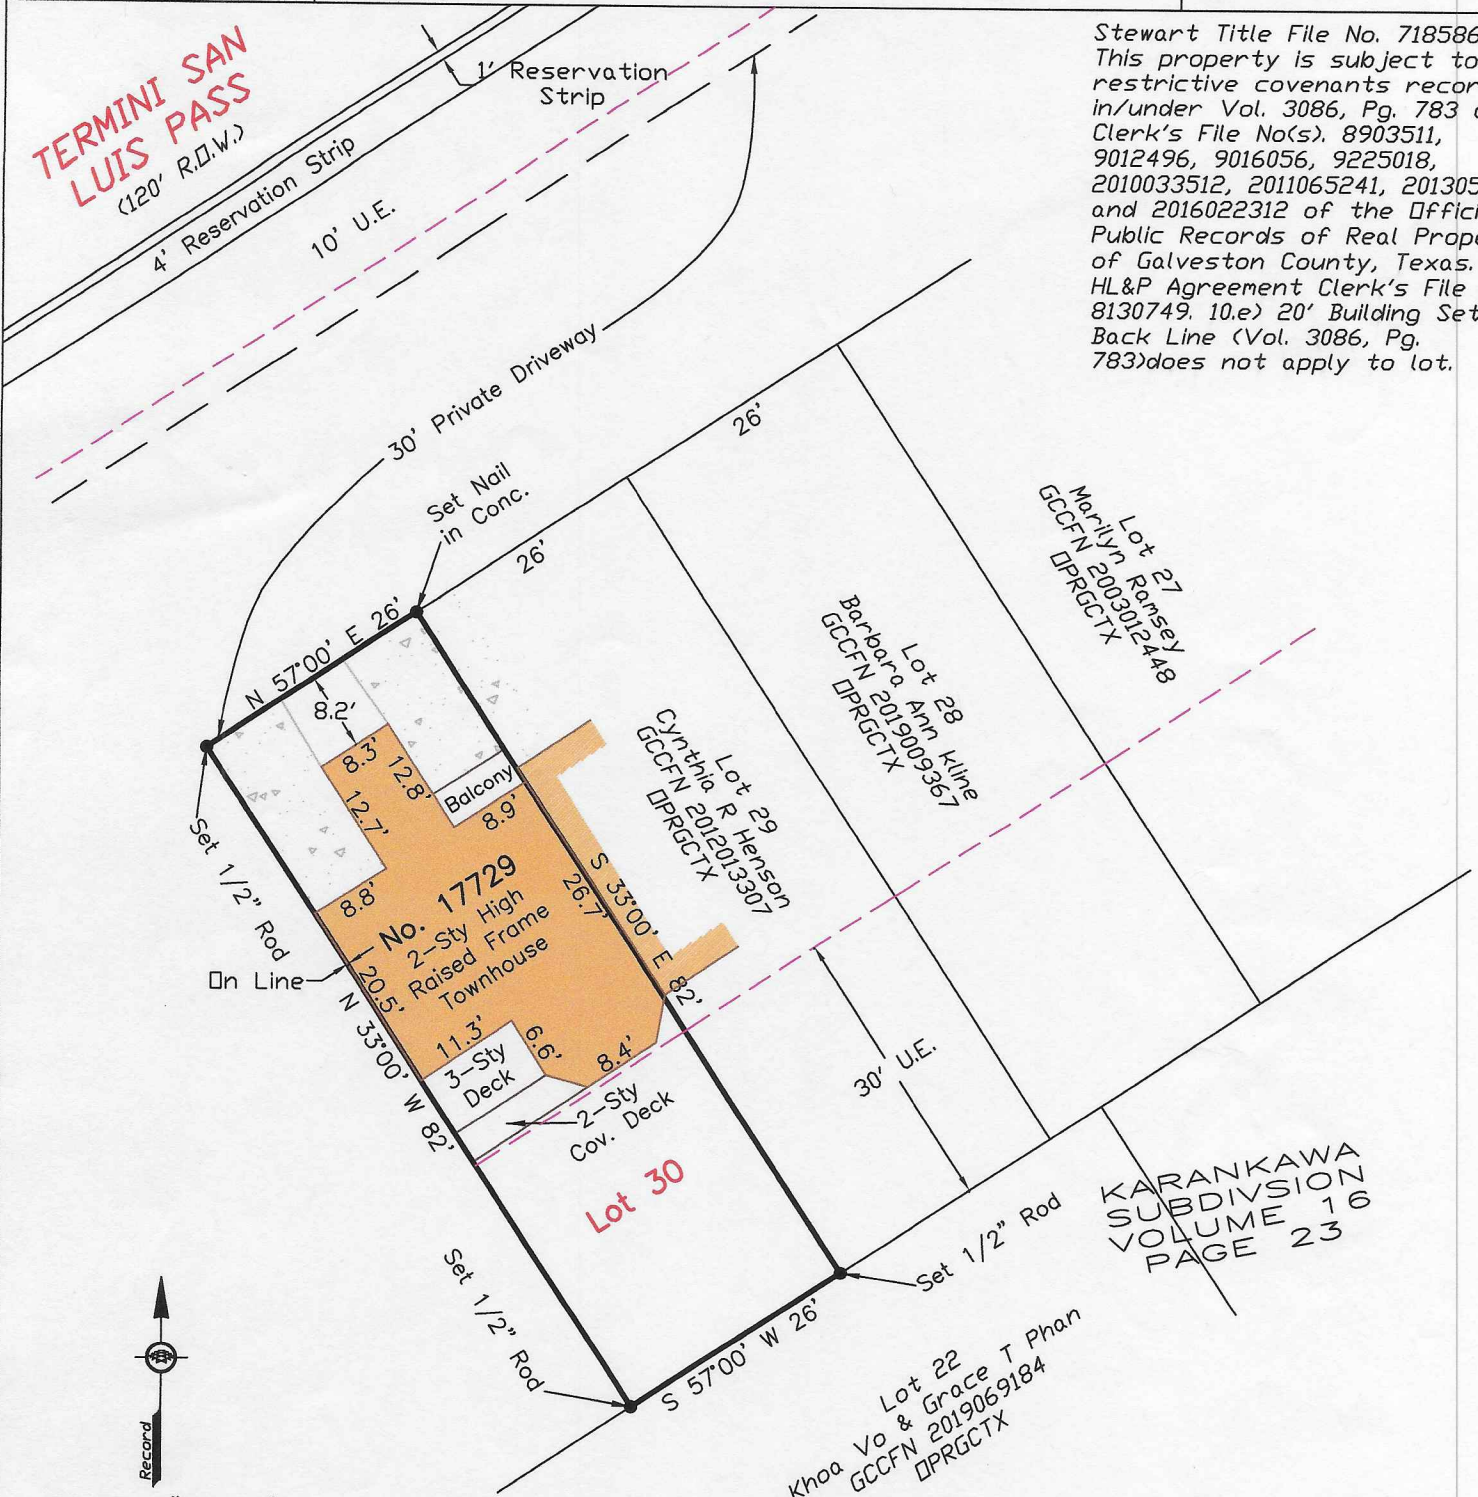 Stewart Title File No. 718586
This property is subject to
restrictive covenants recor
in/under Vol. 3086, Pg. 783
Clerk's File No(s). 8903511,
9012496, 9016056, 9225018,
2010033512, 2011065241, 201305
and 2016022312 of the Offici
Public Records of Real Prope
of Galveston County, Texas.
HL&P Agreement Clerk's File
8130749. 10.e) 20' Building Set
Back Line (Vol. 3086, Pg.
783)does not apply to lot.
TERMINI SAN
LUIS PASS
(120' R.O.W.)
1' Reservation
Strip
4' Reservation Strip
10' U.E.
30' Private Driveway
Set Nail
in Conc.
26'
26'
N 57°00' E 26'
8.2'
8.3'
12.8'
12.7'
Balcony
8.9'
8.8'
No. 17729
2-Sty High
Raised Frame
Townhouse
26.7'
S 33°00' E 82'
Set 1/2" Rod
On Line
20.5'
N 33°00' W 82'
11.3'
6.6'
8.4'
3-Sty
Deck
2-Sty
Cov. Deck
Lot 30
Lot 29
Cynthia R Henson
GCCFN 2012013307
OPRGCTX
Lot 28
Barbara Ann Kline
GCCFN 2019009367
OPRGCTX
Lot 27
Marilyn Ramsey
GCCFN 2003012448
OPRGCTX
30' U.E.
KARANKAWA
SUBDIVSION
VOLUME 16
PAGE 23
Set 1/2" Rod
Set 1/2" Rod
S 57°00' W 26'
Lot 22
Khoa Vo & Grace T Phan
GCCFN 2019069184
OPRGCTX
Record